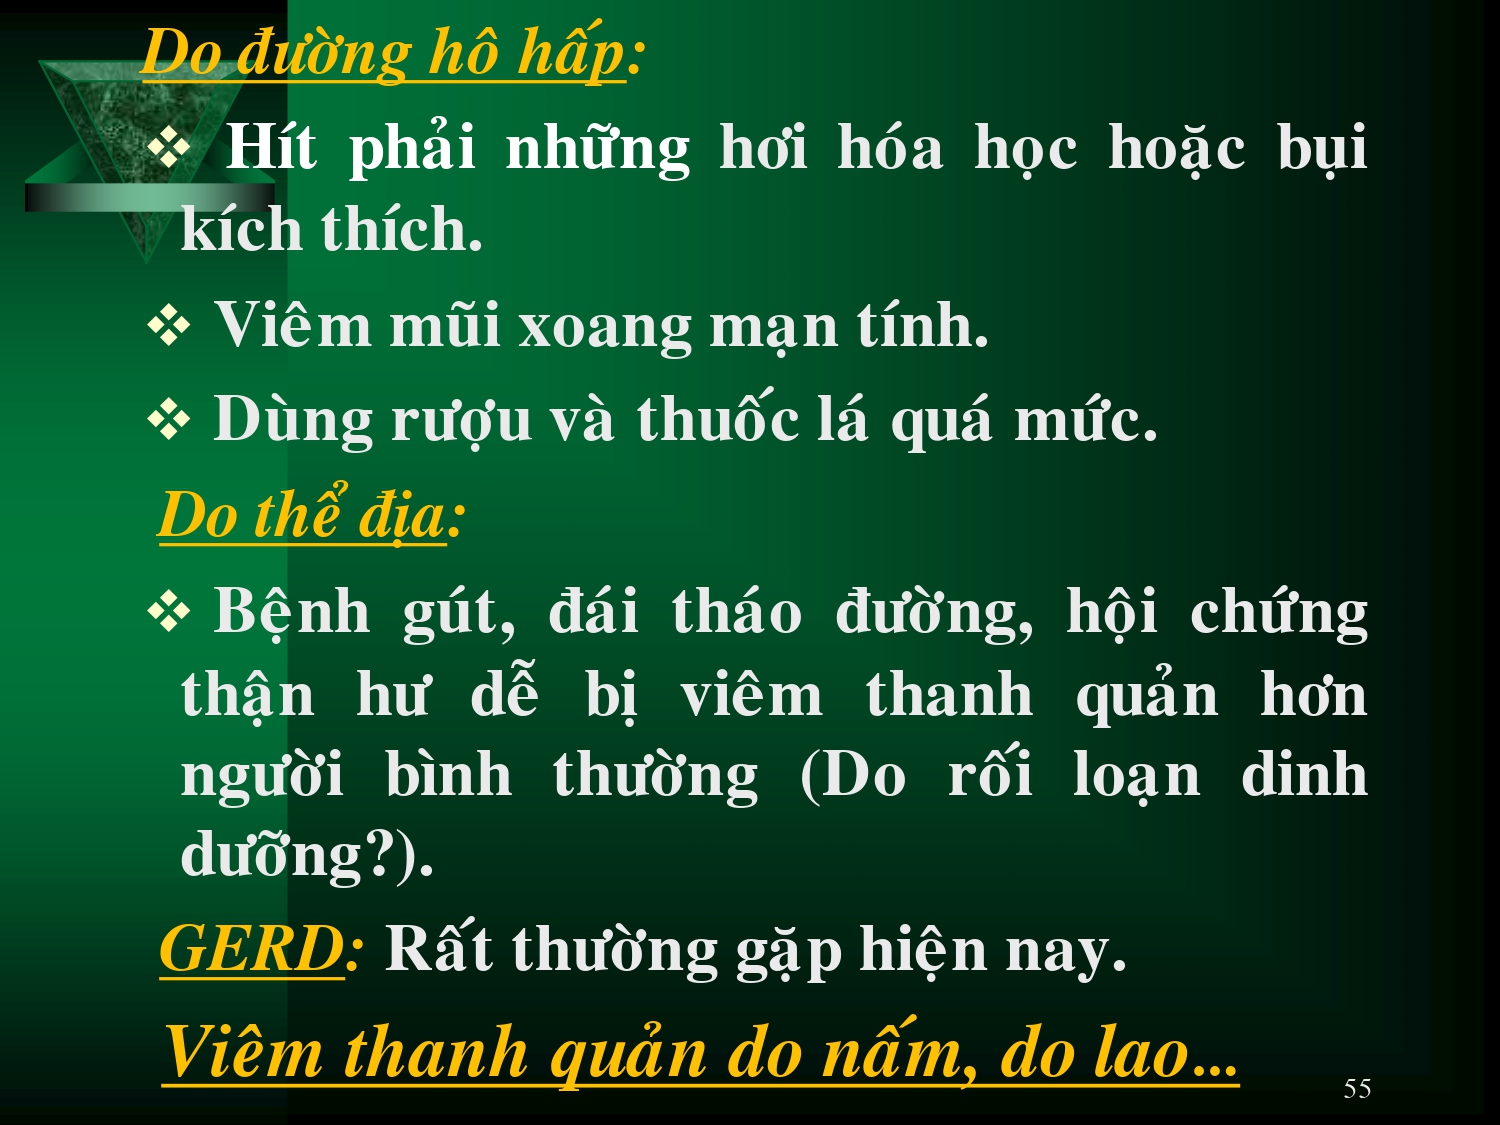 Do đường hô hấp:
❖ Hít phải những hơi hóa học hoặc bụi
kích thích.
❖ Viêm mũi xoang mạn tính.
❖ Dùng rượu và thuốc lá quá mức.
Do thể địa:
❖ Bệnh gút, đái tháo đường, hội chứng
thận hư dễ bị viêm thanh quản hơn
người bình thường (Do rối loạn dinh
dưỡng?).
GERD: Rất thường gặp hiện nay.
Viêm thanh quản do nấm, do lao...
55